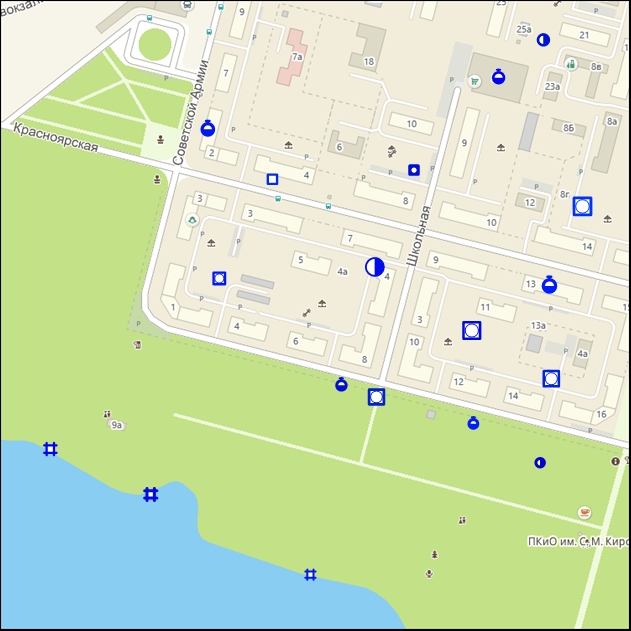 вокзал
9
25
25а
21
7а
18
8в
7
23а
Советской Армии
Красноярская
10
8а
8Б
2
6
9
4
8г
12
3
8
3
10
14
Школьная
7
5
4а
4
9
13
1
3
11
13а
4
6
10
4а
8
12
14
16
9а
ПКиО им. С. М. Киро
P